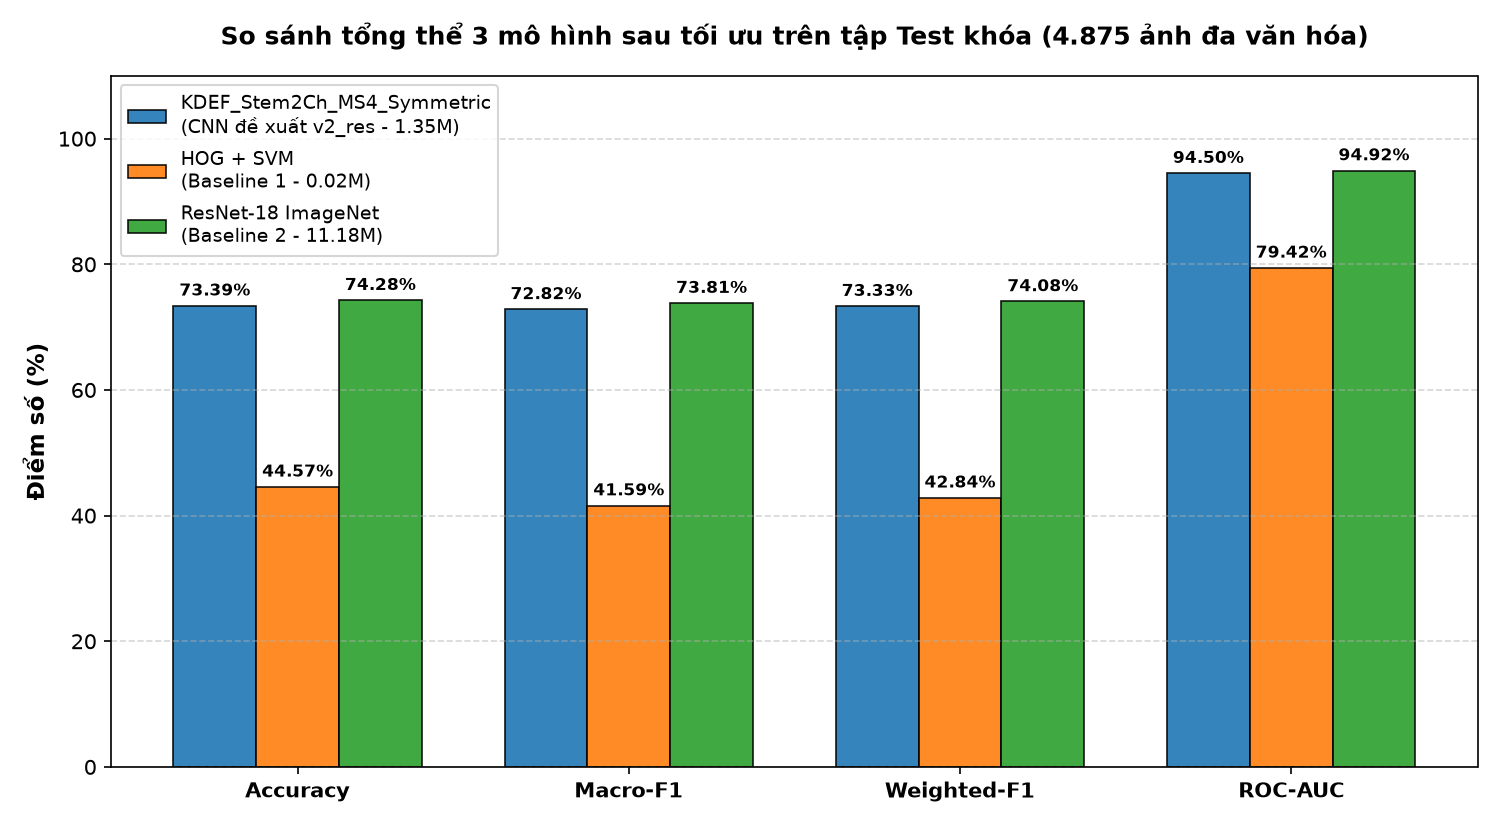 So sánh tổng thể 3 mô hình sau tối ưu trên tập Test khóa (4.875 ảnh đa văn hóa)
KDEF_Stem2Ch_MS4_Symmetric
(CNN đề xuất v2_res - 1.35M)
HOG + SVM
(Baseline 1 - 0.02M)
ResNet-18 ImageNet
(Baseline 2 - 11.18M)
Điểm số (%)
100
80
60
40
20
0
73.39%
44.57%
74.28%
72.82%
41.59%
73.81%
73.33%
42.84%
74.08%
94.50%
79.42%
94.92%
Accuracy
Macro-F1
Weighted-F1
ROC-AUC